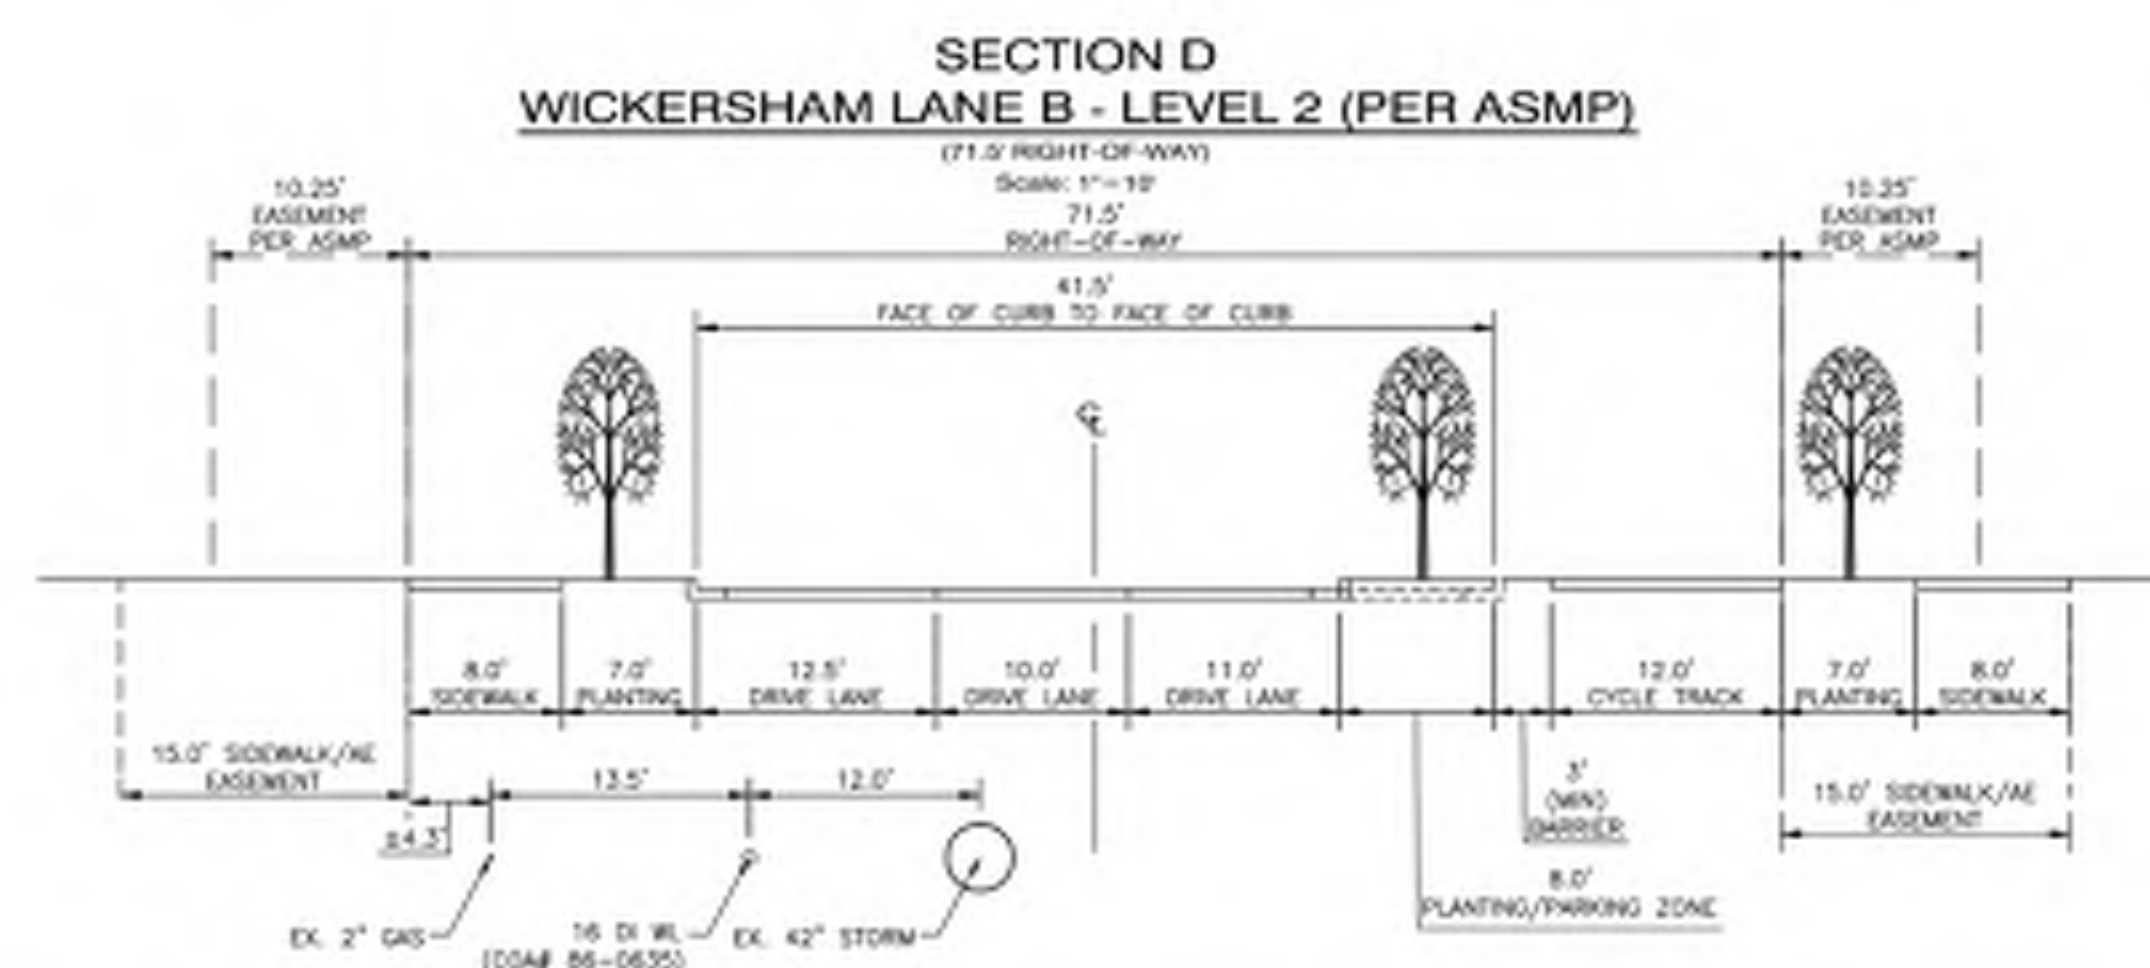 SECTION D
WICKERSHAM LANE B - LEVEL 2 (PER ASMP)
(71.5' RIGHT-OF-WAY)
Scale: 1"=10'
10.25'
EASEMENT
PER ASMP
71.5'
RIGHT-OF-WAY
10.25'
EASEMENT
PER ASMP
41.5'
FACE OF CURB TO FACE OF CURB
8.0'
SIDEWALK
7.0'
PLANTING
12.5'
DRIVE LANE
10.0'
DRIVE LANE
11.0'
DRIVE LANE
12.0'
CYCLE TRACK
7.0'
PLANTING
8.0'
SIDEWALK
15.0' SIDEWALK/AE
EASEMENT
±4.3'
13.5'
12.0'
3'
(MIN)
BARRIER
15.0' SIDEWALK/AE
EASEMENT
8.0'
PLANTING/PARKING ZONE
EX. 2" GAS
16 DI WL
(COA# 86-0635)
EX. 42" STORM